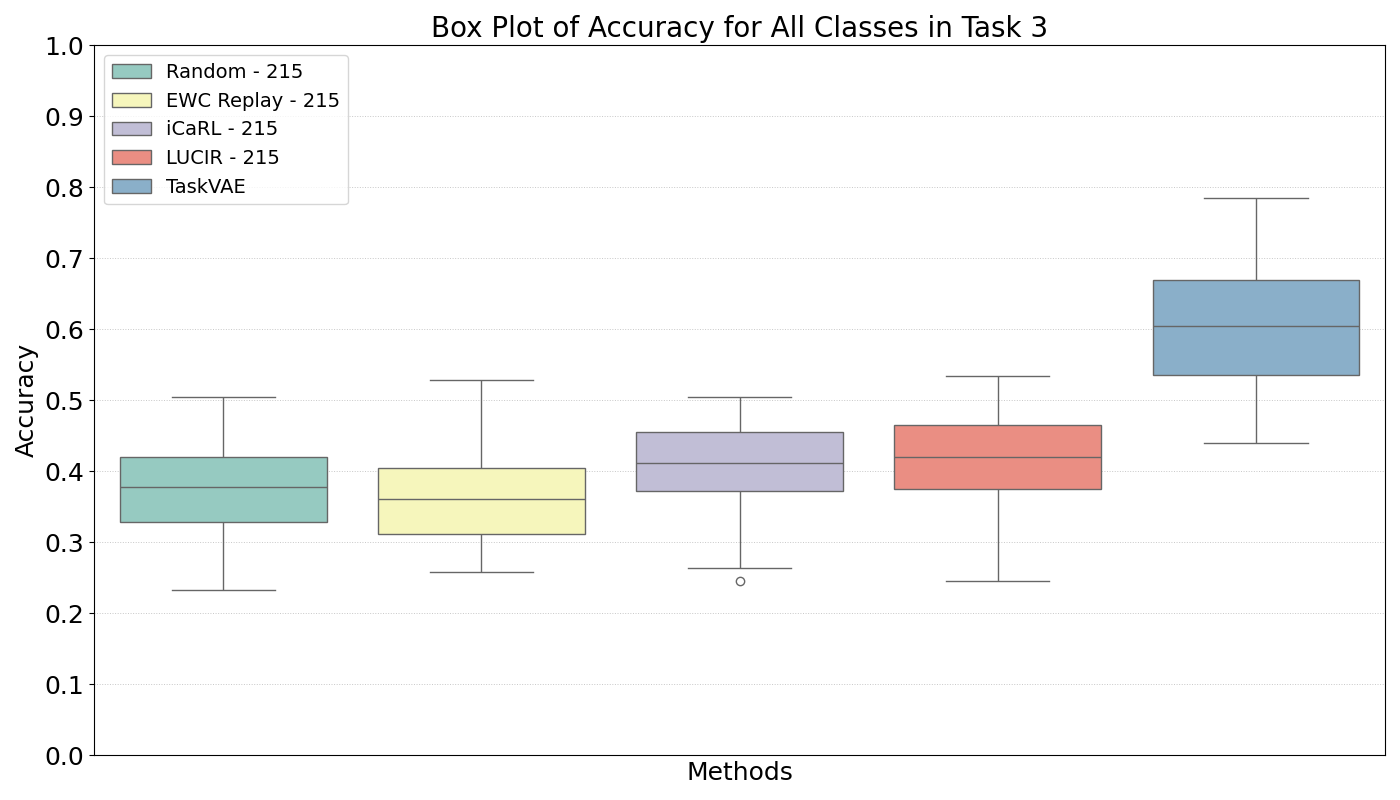 Box Plot of Accuracy for All Classes in Task 3
1.0
0.9
0.8
0.7
0.6
0.5
0.4
0.3
0.2
0.1
0.0
Accuracy
Random - 215
EWC Replay - 215
iCaRL - 215
LUCIR - 215
TaskVAE
Methods